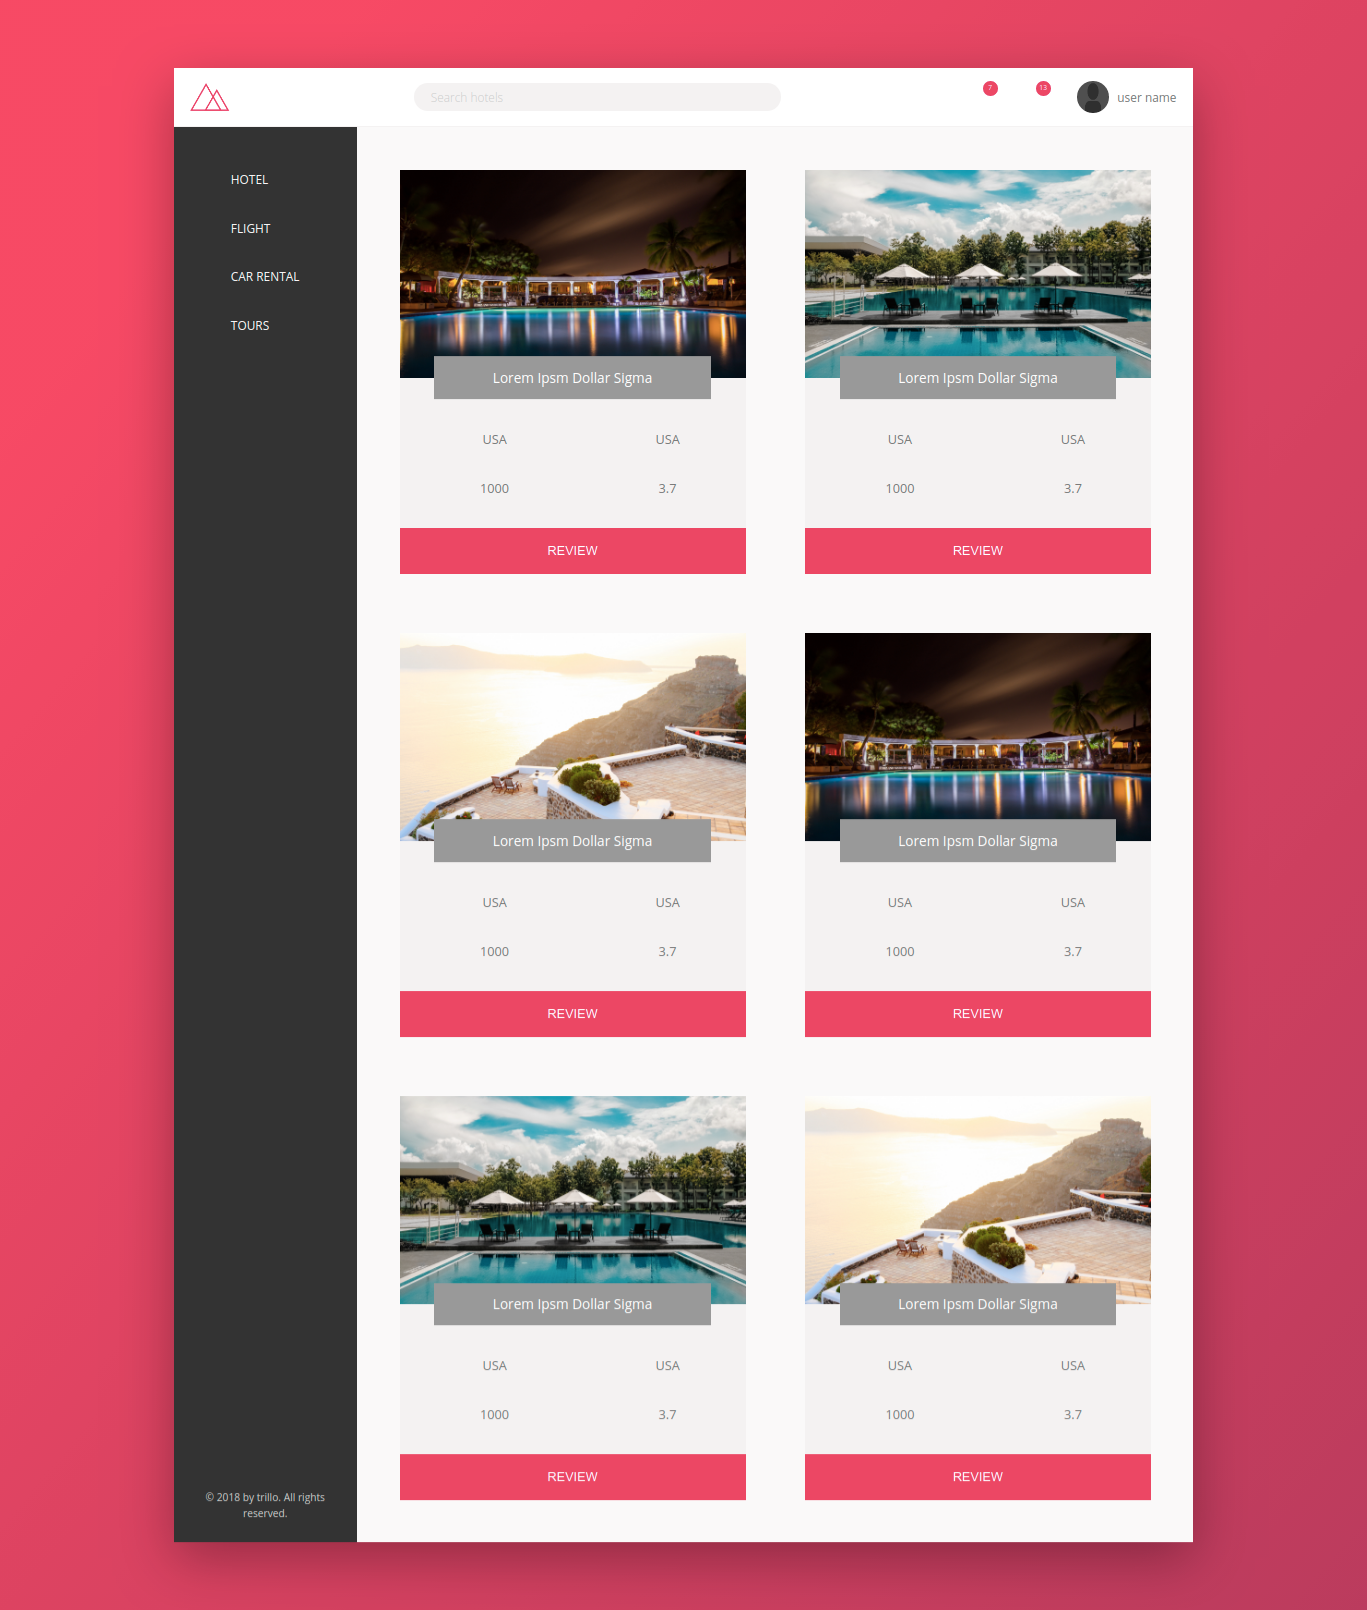 Search hotels
7
13
user name
HOTEL
FLIGHT
CAR RENTAL
TOURS
© 2018 by trillo. All rights
reserved.
Lorem Ipsm Dollar Sigma
USA
USA
1000
3.7
REVIEW
Lorem Ipsm Dollar Sigma
USA
USA
1000
3.7
REVIEW
Lorem Ipsm Dollar Sigma
USA
USA
1000
3.7
REVIEW
Lorem Ipsm Dollar Sigma
USA
USA
1000
3.7
REVIEW
Lorem Ipsm Dollar Sigma
USA
USA
1000
3.7
REVIEW
Lorem Ipsm Dollar Sigma
USA
USA
1000
3.7
REVIEW